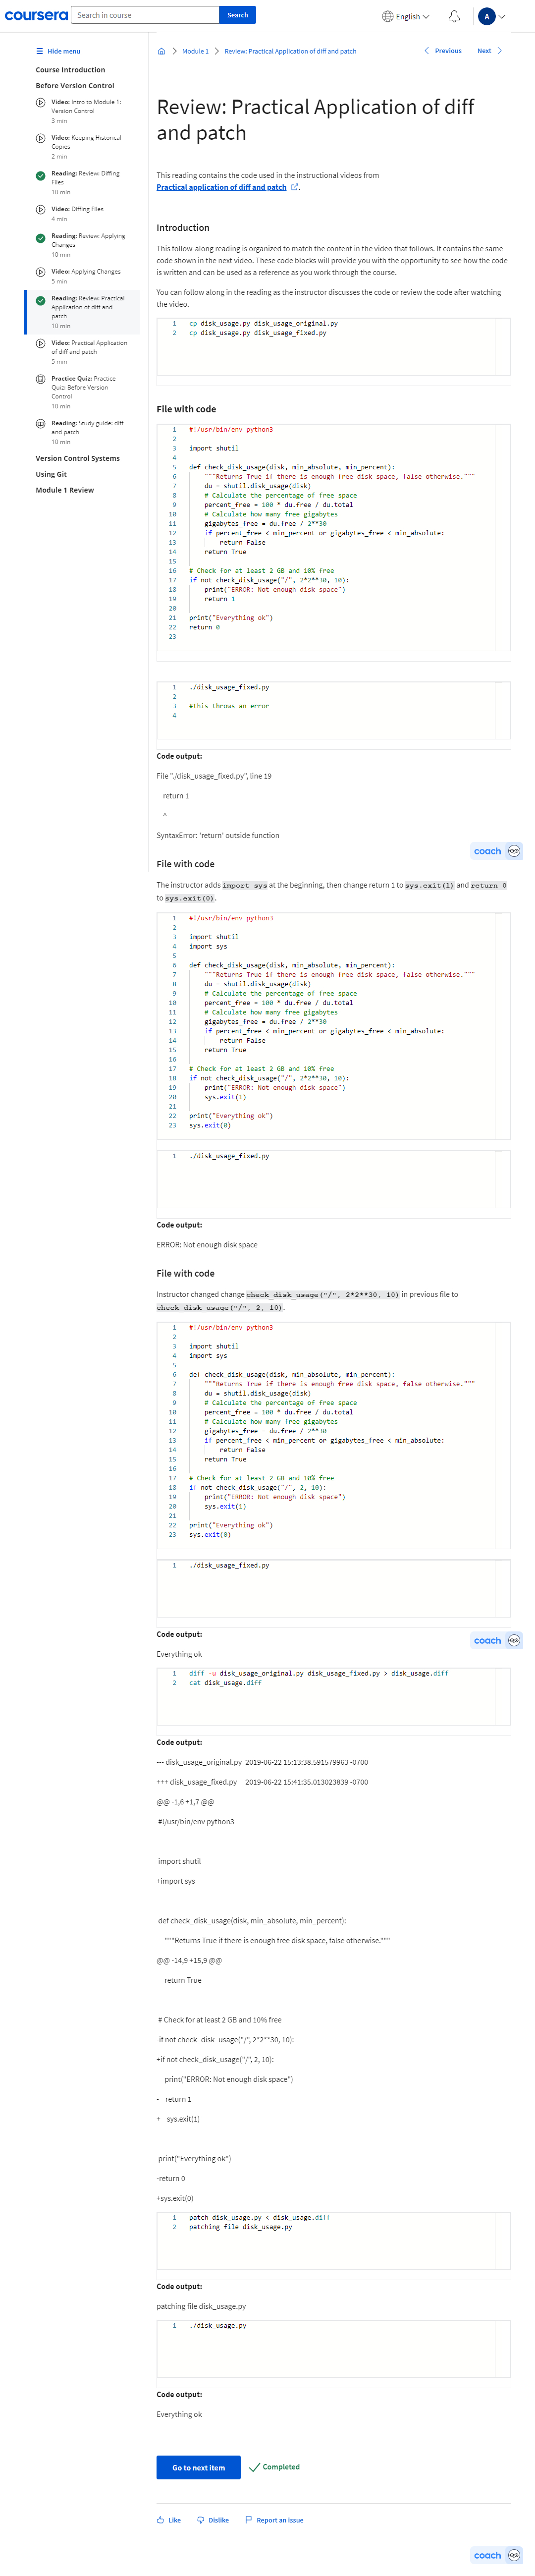 coursera
Search in course
Search
English
A
Hide menu
Course Introduction
Before Version Control
Video: Intro to Module 1:
Version Control
3 min
Video: Keeping Historical
Copies
2 min
Reading: Review: Diffing
Files
10 min
Video: Diffing Files
4 min
Reading: Review: Applying
Changes
10 min
Video: Applying Changes
5 min
Reading: Review: Practical
Application of diff and
patch
10 min
Video: Practical Application
of diff and patch
5 min
Practice Quiz: Practice
Quiz: Before Version
Control
10 min
Reading: Study guide: diff
and patch
10 min
Version Control Systems
Using Git
Module 1 Review
Module 1
Review: Practical Application of diff and patch
Previous
Next
Review: Practical Application of diff
and patch
This reading contains the code used in the instructional videos from
Practical application of diff and patch.
Introduction
This follow-along reading is organized to match the content in the video that follows. It contains the same
code shown in the next video. These code blocks will provide you with the opportunity to see how the code
is written and can be used as a reference as you work through the course.
You can follow along in the reading as the instructor discusses the code or review the code after watching
the video.
1 cp disk_usage.py disk_usage_original.py
2 cp disk_usage.py disk_usage_fixed.py
File with code
1 #!/usr/bin/env python3
2
3 import shutil
4
5 def check_disk_usage(disk, min_absolute, min_percent):
6 """Returns True if there is enough free disk space, false otherwise."""
7 du = shutil.disk_usage(disk)
8 # Calculate the percentage of free space
9 percent_free = 100 * du.free / du.total
10 # Calculate how many free gigabytes
11 gigabytes_free = du.free / 2**30
12 if percent_free < min_percent or gigabytes_free < min_absolute:
13 return False
14 return True
15
16 # Check for at least 2 GB and 10% free
17 if not check_disk_usage("/", 2*2**30, 10):
18 print("ERROR: Not enough disk space")
19 return 1
20
21 print("Everything ok")
22 return 0
23
1 ./disk_usage_fixed.py
2
3 #this throws an error
4
Code output:
File "./disk_usage_fixed.py", line 19
return 1
^
SyntaxError: 'return' outside function
coach
File with code
The instructor adds import sys at the beginning, then change return 1 to sys.exit(1) and return 0
to sys.exit(0).
1 #!/usr/bin/env python3
2
3 import shutil
4 import sys
5
6 def check_disk_usage(disk, min_absolute, min_percent):
7 """Returns True if there is enough free disk space, false otherwise."""
8 du = shutil.disk_usage(disk)
9 # Calculate the percentage of free space
10 percent_free = 100 * du.free / du.total
11 # Calculate how many free gigabytes
12 gigabytes_free = du.free / 2**30
13 if percent_free < min_percent or gigabytes_free < min_absolute:
14 return False
15 return True
16
17 # Check for at least 2 GB and 10% free
18 if not check_disk_usage("/", 2*2**30, 10):
19 print("ERROR: Not enough disk space")
20 sys.exit(1)
21
22 print("Everything ok")
23 sys.exit(0)
1 ./disk_usage_fixed.py
Code output:
ERROR: Not enough disk space
File with code
Instructor changed change check_disk_usage("/", 2*2**30, 10) in previous file to
check_disk_usage("/", 2, 10).
1 #!/usr/bin/env python3
2
3 import shutil
4 import sys
5
6 def check_disk_usage(disk, min_absolute, min_percent):
7 """Returns True if there is enough free disk space, false otherwise."""
8 du = shutil.disk_usage(disk)
9 # Calculate the percentage of free space
10 percent_free = 100 * du.free / du.total
11 # Calculate how many free gigabytes
12 gigabytes_free = du.free / 2**30
13 if percent_free < min_percent or gigabytes_free < min_absolute:
14 return False
15 return True
16
17 # Check for at least 2 GB and 10% free
18 if not check_disk_usage("/", 2, 10):
19 print("ERROR: Not enough disk space")
20 sys.exit(1)
21
22 print("Everything ok")
23 sys.exit(0)
1 ./disk_usage_fixed.py
Code output:
coach
Everything ok
1 diff -u disk_usage_original.py disk_usage_fixed.py > disk_usage.diff
2 cat disk_usage.diff
Code output:
--- disk_usage_original.py 2019-06-22 15:13:38.591579963 -0700
+++ disk_usage_fixed.py 2019-06-22 15:41:35.013023839 -0700
@@ -1,6 +1,7 @@
#!/usr/bin/env python3
import shutil
+import sys
def check_disk_usage(disk, min_absolute, min_percent):
"""Returns True if there is enough free disk space, false otherwise."""
@@ -14,9 +15,9 @@
return True
# Check for at least 2 GB and 10% free
-if not check_disk_usage("/", 2*2**30, 10):
+if not check_disk_usage("/", 2, 10):
print("ERROR: Not enough disk space")
- return 1
+ sys.exit(1)
print("Everything ok")
-return 0
+sys.exit(0)
1 patch disk_usage.py < disk_usage.diff
2 patching file disk_usage.py
Code output:
patching file disk_usage.py
1 ./disk_usage.py
Code output:
Everything ok
Go to next item
Completed
Like
Dislike
Report an issue
coach